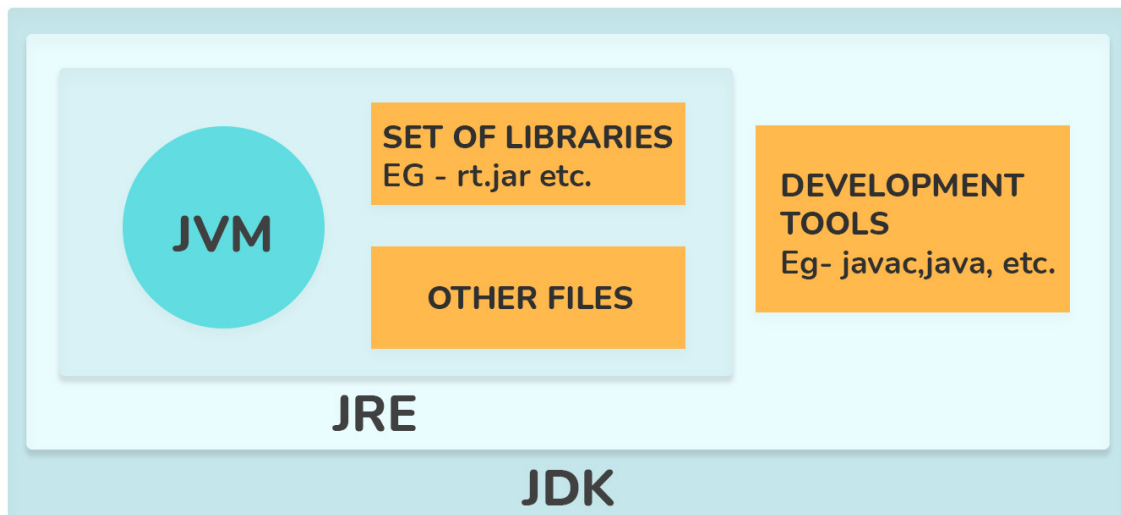 JVM
SET OF LIBRARIES
EG - rt.jar etc.
OTHER FILES
DEVELOPMENT
TOOLS
Eg- javac,java, etc.
JRE
JDK